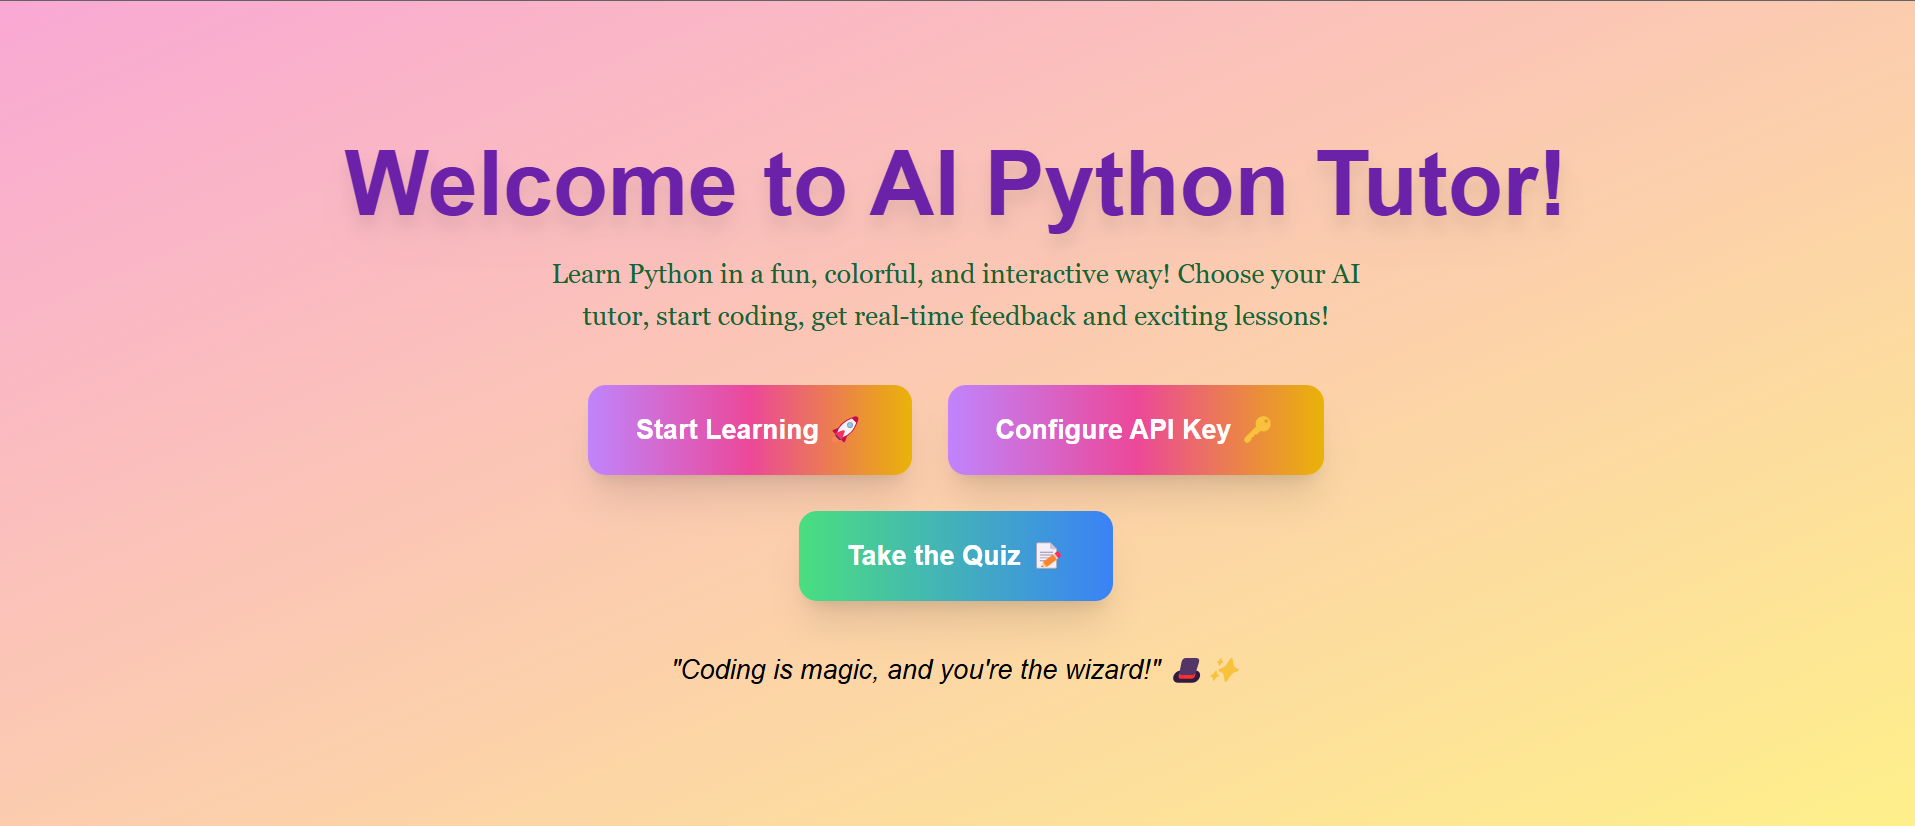 Welcome to AI Python Tutor!
Learn Python in a fun, colorful, and interactive way! Choose your AI
tutor, start coding, get real-time feedback and exciting lessons!
Start Learning 🚀
Configure API Key 🔑
Take the Quiz 📝
"Coding is magic, and you're the wizard!" 🎩✨